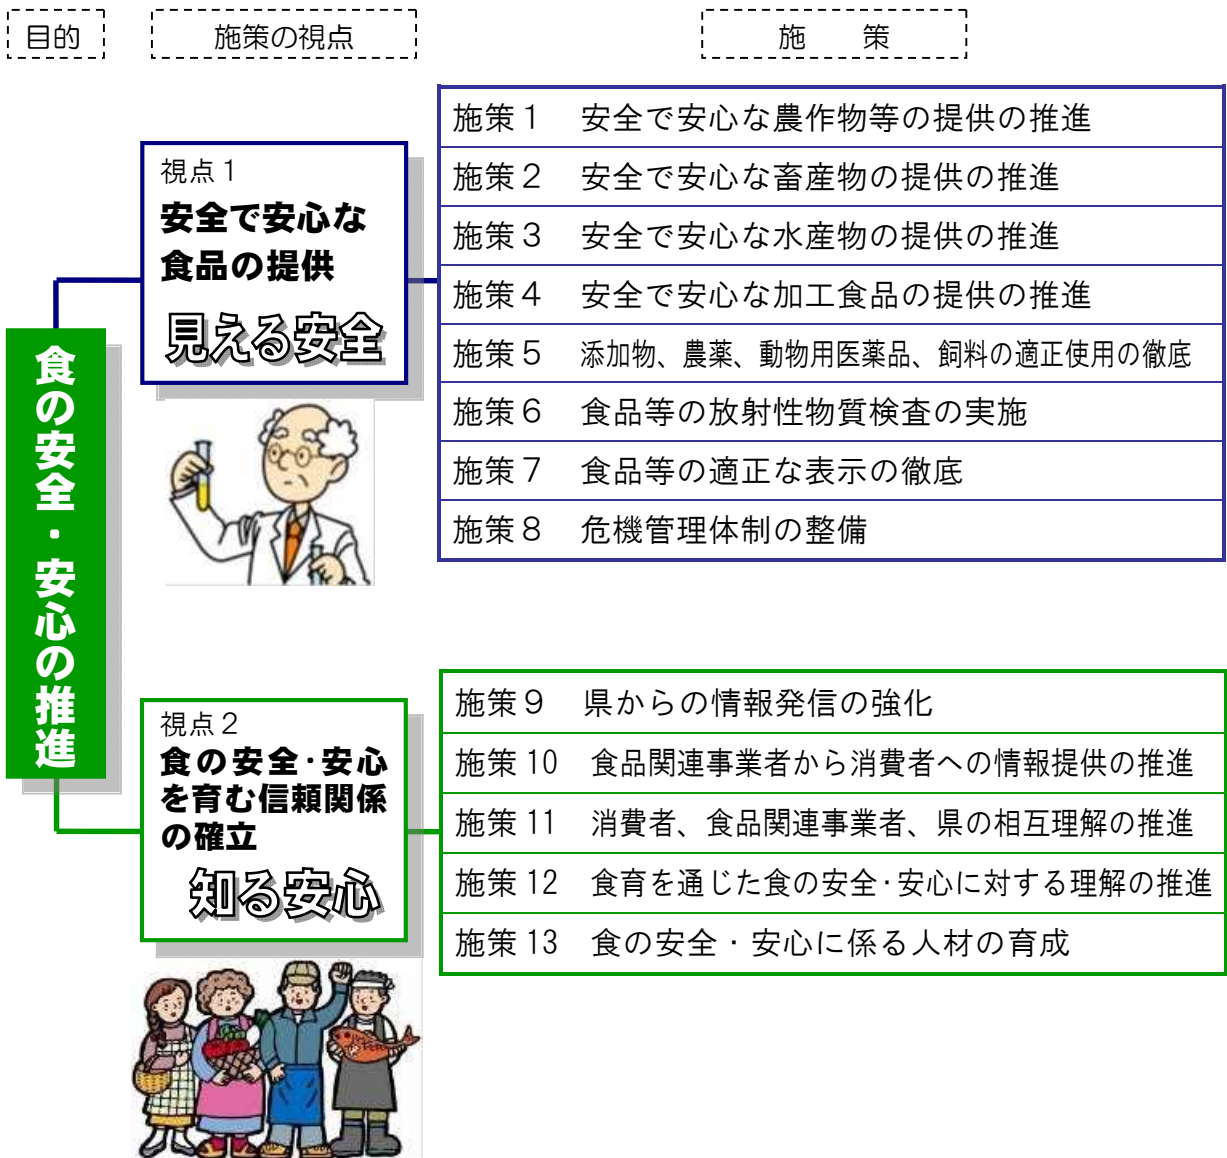 目的
施策の視点
施　策
食の安全・安心の推進
視点１
安全で安心な
食品の提供
見える安全
施策１　安全で安心な農作物等の提供の推進
施策２　安全で安心な畜産物の提供の推進
施策３　安全で安心な水産物の提供の推進
施策４　安全で安心な加工食品の提供の推進
施策５　添加物、農薬、動物用医薬品、飼料の適正使用の徹底
施策６　食品等の放射性物質検査の実施
施策７　食品等の適正な表示の徹底
施策８　危機管理体制の整備
視点２
食の安全・安心
を育む信頼関係
の確立
知る安心
施策９　県からの情報発信の強化
施策 10　食品関連事業者から消費者への情報提供の推進
施策 11　消費者、食品関連事業者、県の相互理解の推進
施策 12　食育を通じた食の安全・安心に対する理解の推進
施策 13　食の安全・安心に係る人材の育成